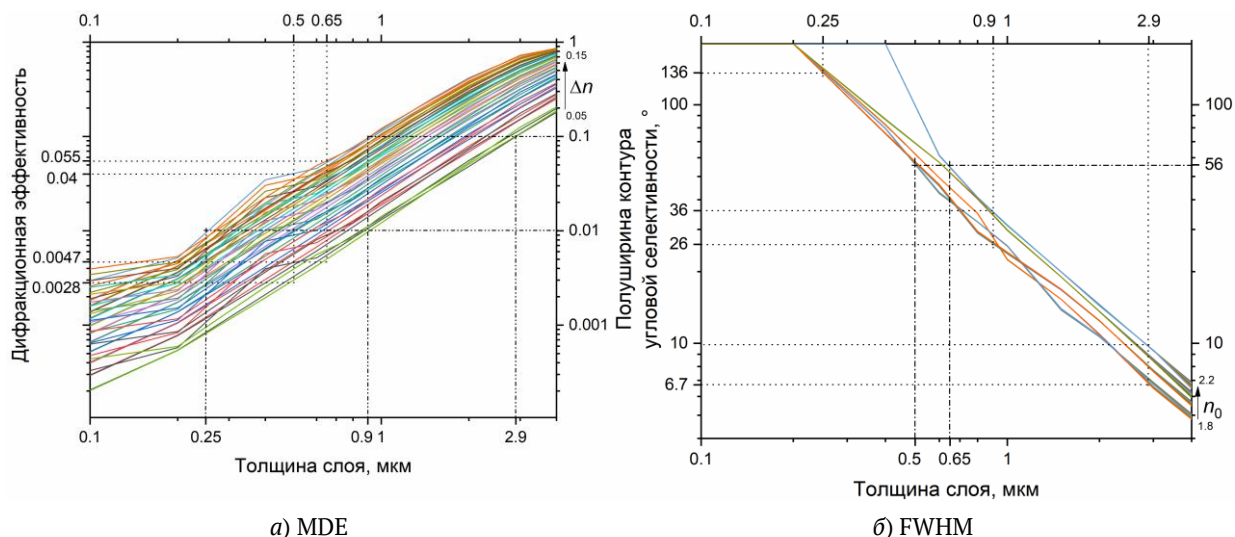 0.1 0.5 0.65 1
Дифракционная эффективность
0.055
0.04
0.0047
0.0028
1
0.15
Δn
0.05
0.1
0.01
0.001
0.1 0.25 0.9 1 2.9
Толщина слоя, мкм
а) MDE
0.1 0.25 0.9 1 2.9
Полуширина контура
угловой селективности, °
136
100
56
36
26
10
6.7
100
56
10
2.2
n0
1.8
0.1 0.5 0.65 1
Толщина слоя, мкм
б) FWHM